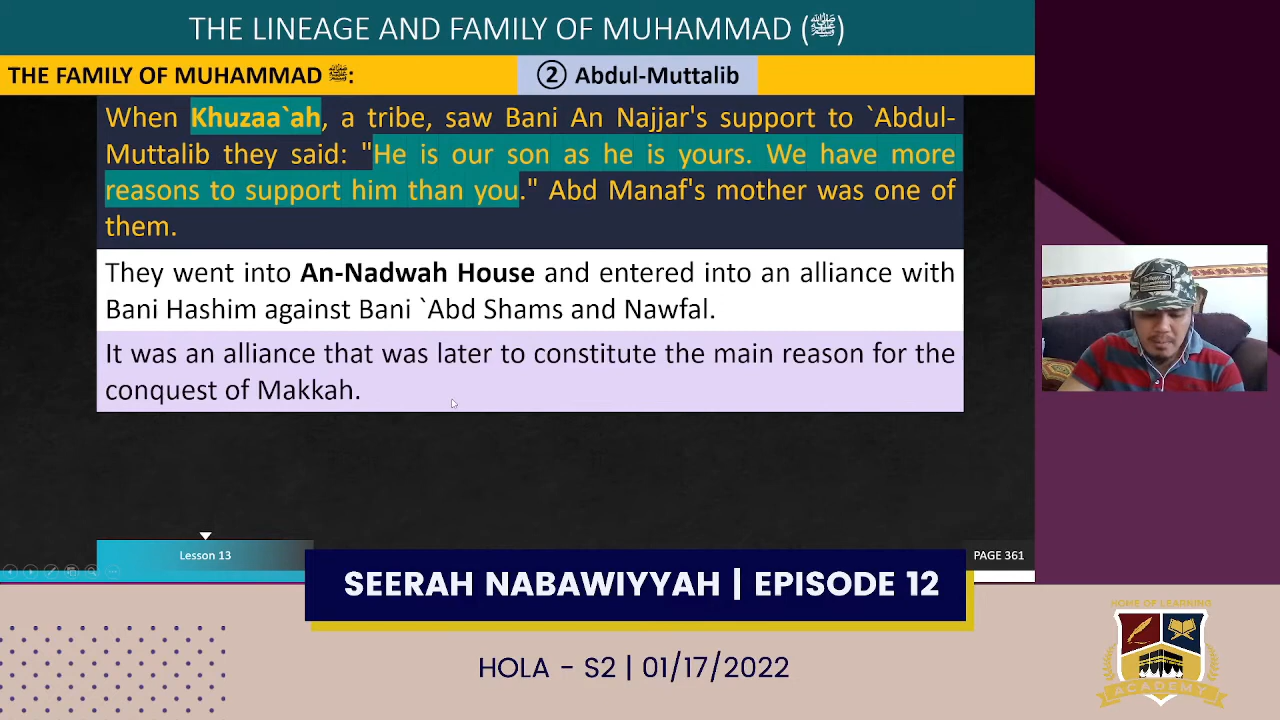 THE LINEAGE AND FAMILY OF MUHAMMAD (ﷺ)
THE FAMILY OF MUHAMMAD ﷺ:
② Abdul-Muttalib
When Khuzaa`ah, a tribe, saw Bani An Najjar's support to `Abdul-
Muttalib they said: "He is our son as he is yours. We have more
reasons to support him than you." Abd Manaf's mother was one of
them.
They went into An-Nadwah House and entered into an alliance with
Bani Hashim against Bani `Abd Shams and Nawfal.
It was an alliance that was later to constitute the main reason for the
conquest of Makkah.
Lesson 13
PAGE 361
SEERAH NABAWIYYAH | EPISODE 12
HOLA - S2 | 01/17/2022
HOME OF LEARNING
ACADEMY